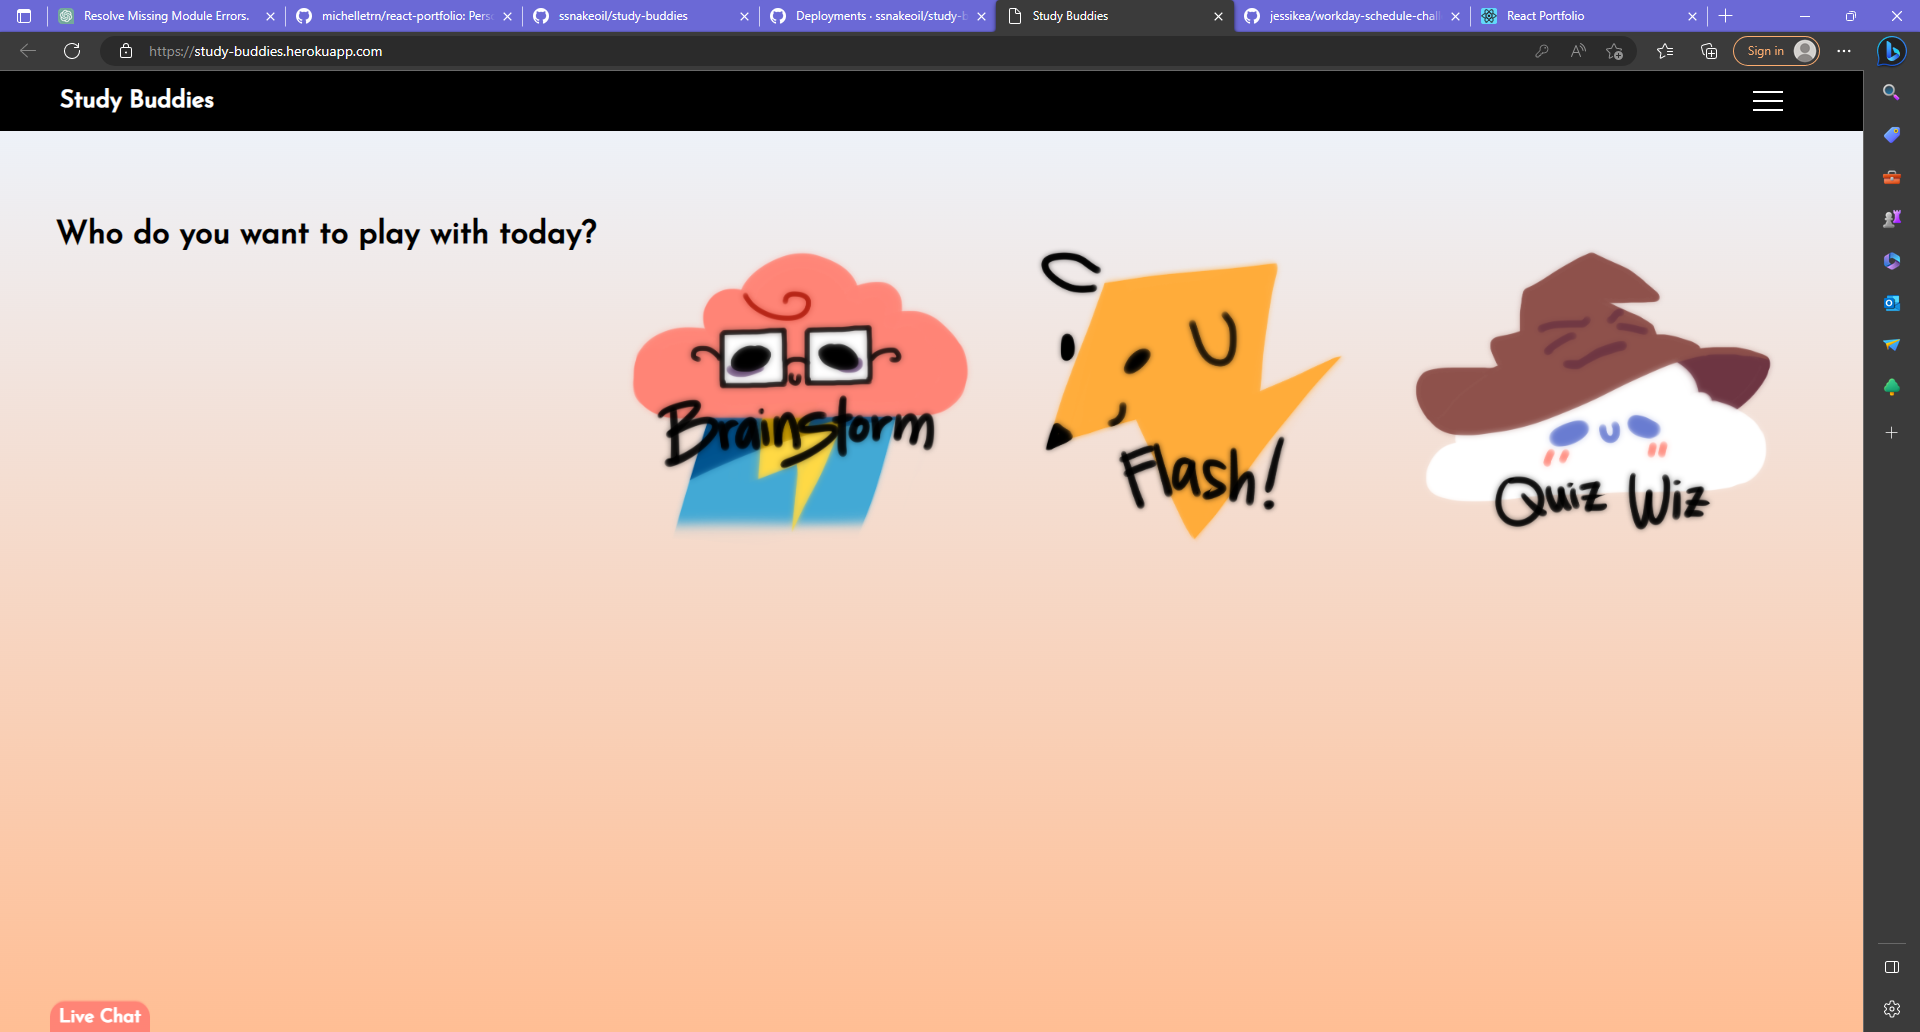 Resolve Missing Module Errors.
michelletrn/react-portfolio: Pers
ssnakeoil/study-buddies
Deployments · ssnakeoil/study-b
Study Buddies
jessikea/workday-schedule-chall
React Portfolio
https://study-buddies.herokuapp.com
Sign in
Study Buddies
Who do you want to play with today?
Brainstorm
Flash!
Quiz Wiz
Live Chat